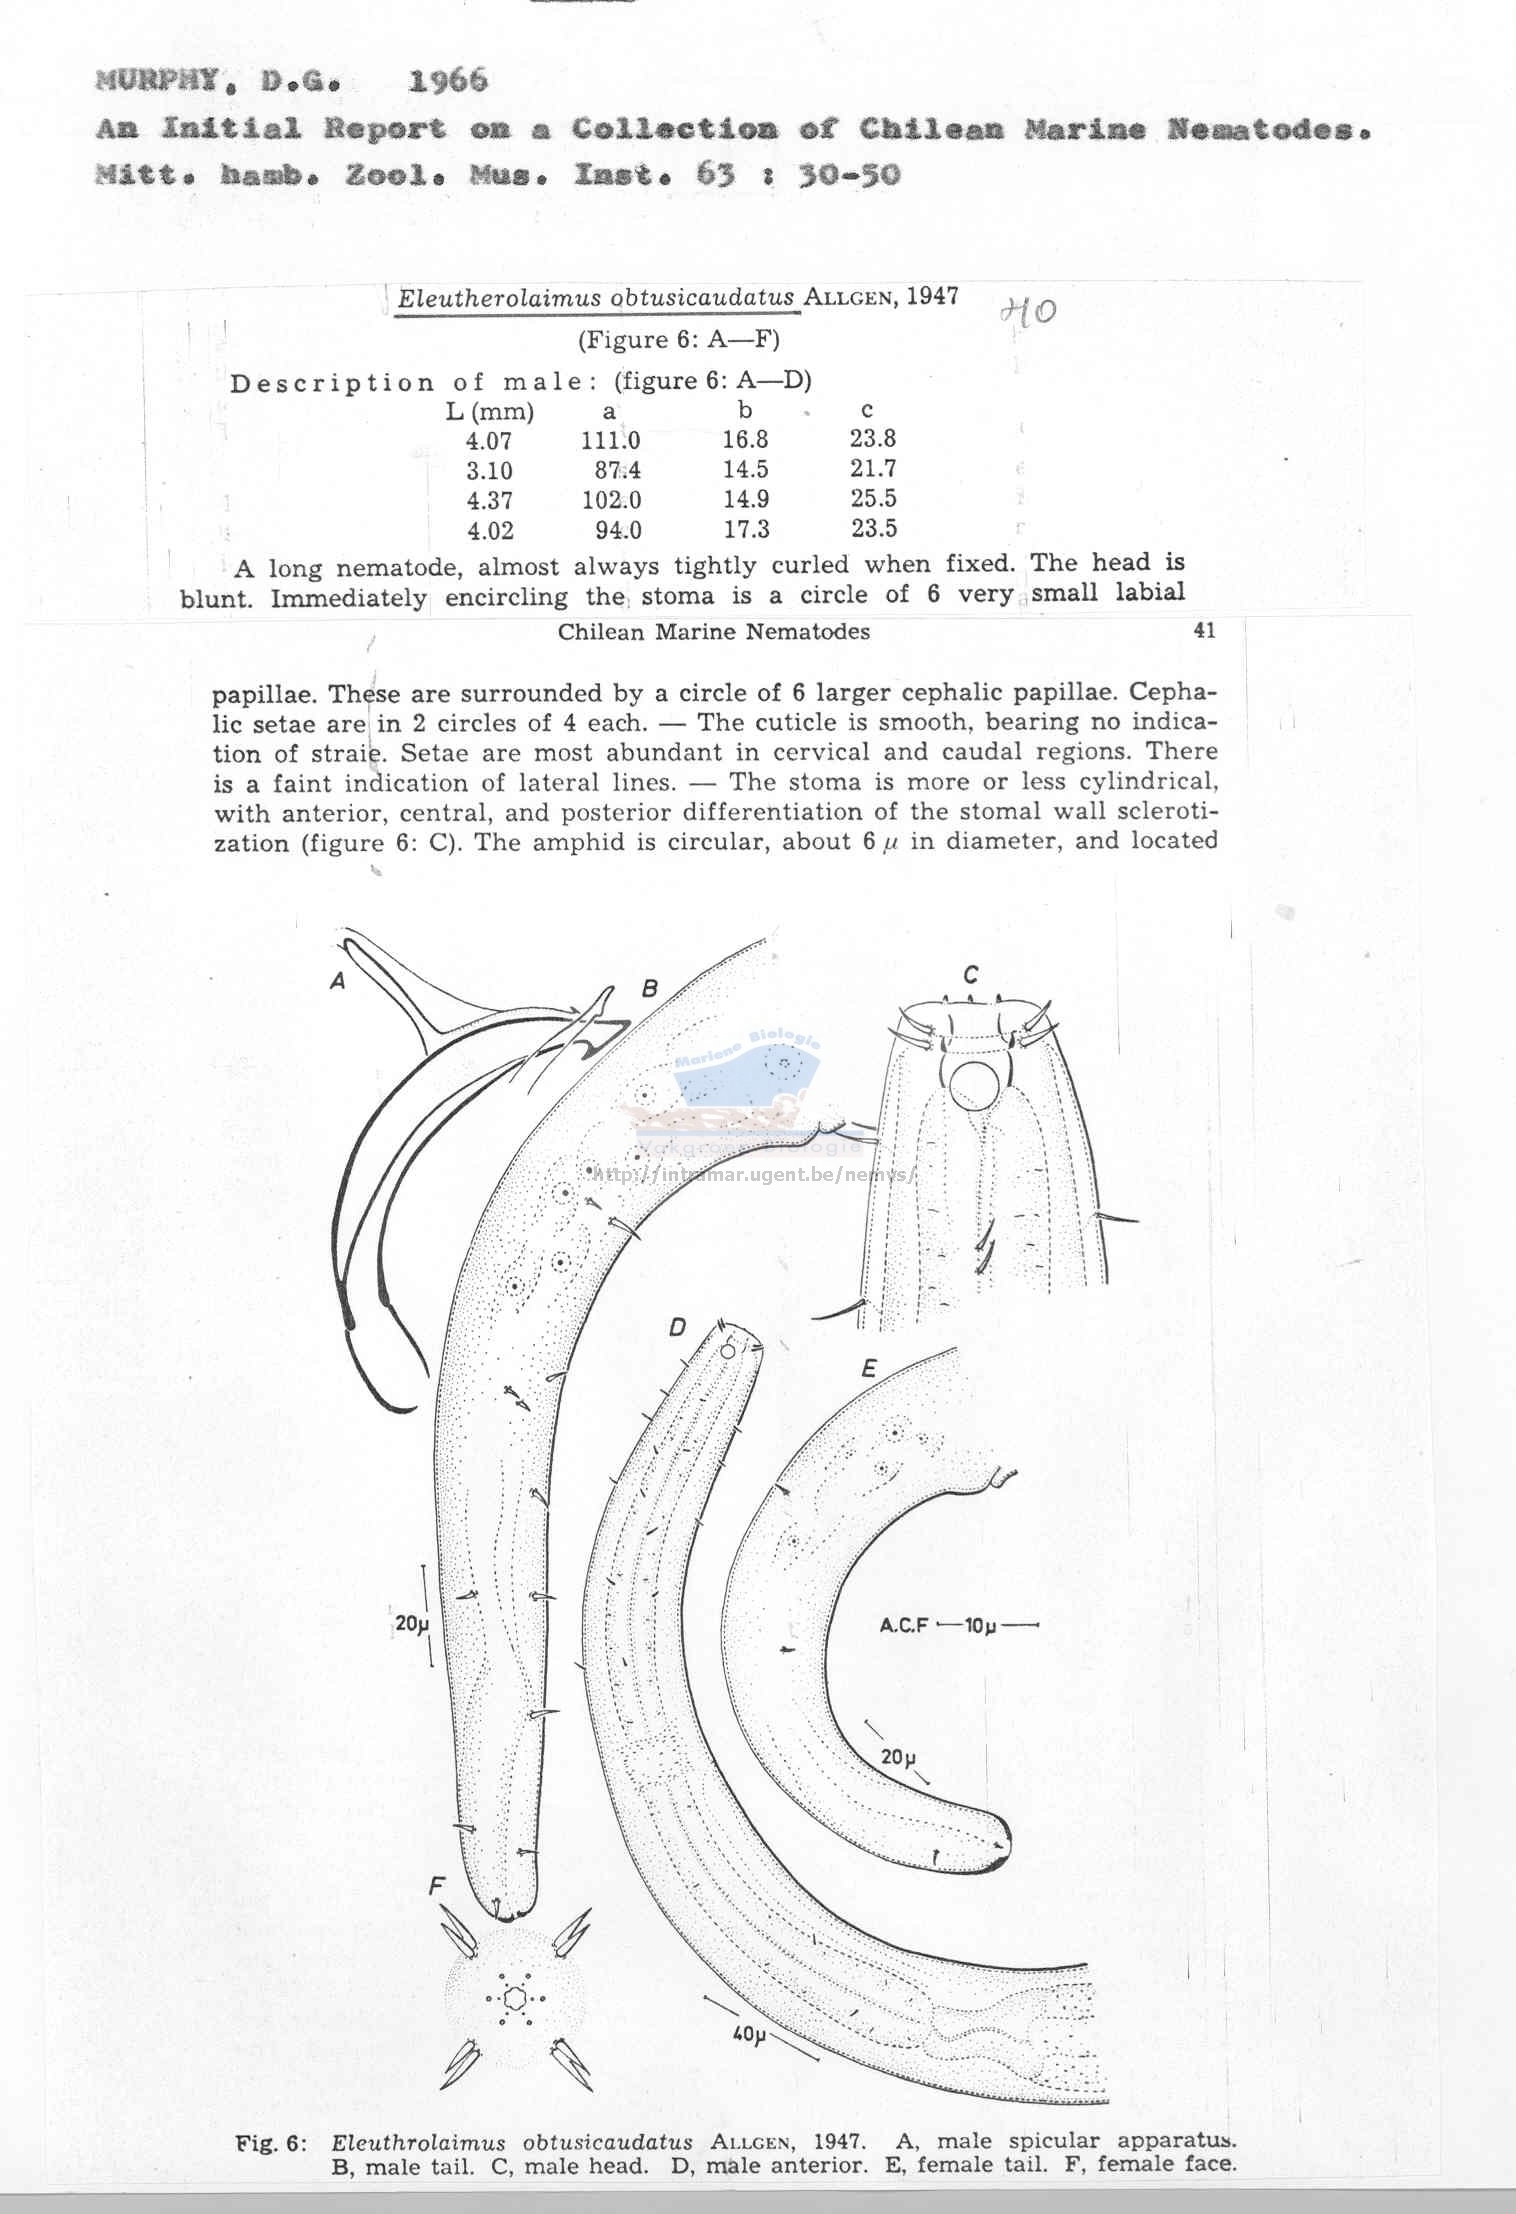 MURPHY, D.G. 1966
An Initial Report on a Collection of Chilean Marine Nematodes.
Mitt. hamb. Zool. Mus. Inst. 63 : 30-50
Eleutherolaimus obtusicaudatus ALLGEN, 1947
40
(Figure 6: A—F)
Description of male: (figure 6: A—D)
L (mm) a b c
4.07 111.0 16.8 23.8
3.10 87.4 14.5 21.7
4.37 102.0 14.9 25.5
4.02 94.0 17.3 23.5
A long nematode, almost always tightly curled when fixed. The head is
blunt. Immediately encircling the stoma is a circle of 6 very small labial
Chilean Marine Nematodes 41
papillae. These are surrounded by a circle of 6 larger cephalic papillae. Cepha-
lic setae are in 2 circles of 4 each. — The cuticle is smooth, bearing no indica-
tion of straie. Setae are most abundant in cervical and caudal regions. There
is a faint indication of lateral lines. — The stoma is more or less cylindrical,
with anterior, central, and posterior differentiation of the stomal wall scleroti-
zation (figure 6: C). The amphid is circular, about 6 μ in diameter, and located
A
B
C
Mariene Biologie
Vakgroep Biologie
http://intramar.ugent.be/nemys/
D
E
20μ
A.C.F 10μ
20μ
F
40μ
Fig. 6: Eleuthrolaimus obtusicaudatus ALLGEN, 1947. A, male spicular apparatus.
B, male tail. C, male head. D, male anterior. E, female tail. F, female face.